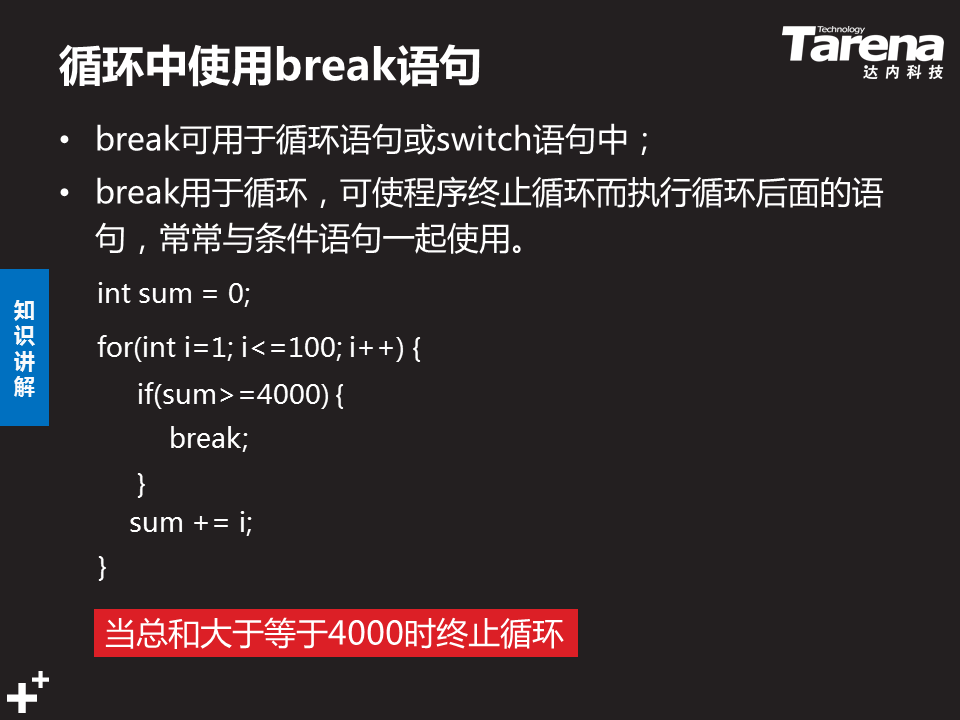 循环中使用break语句
Technology
Tarena
达内科技
• break可用于循环语句或switch语句中；
• break用于循环，可使程序终止循环而执行循环后面的语
句，常常与条件语句一起使用。
int sum = 0;
for(int i=1; i<=100; i++) {
if(sum>=4000) {
break;
}
sum += i;
}
知
识
讲
解
当总和大于等于4000时终止循环